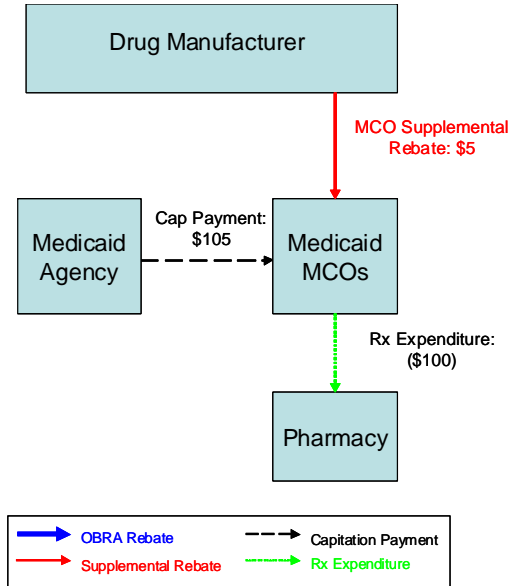 Drug Manufacturer
MCO Supplemental
Rebate: $5
Cap Payment:
$105
Medicaid
Agency
Medicaid
MCOs
Rx Expenditure:
($100)
Pharmacy
OBRA Rebate
Capitation Payment
Supplemental Rebate
Rx Expenditure